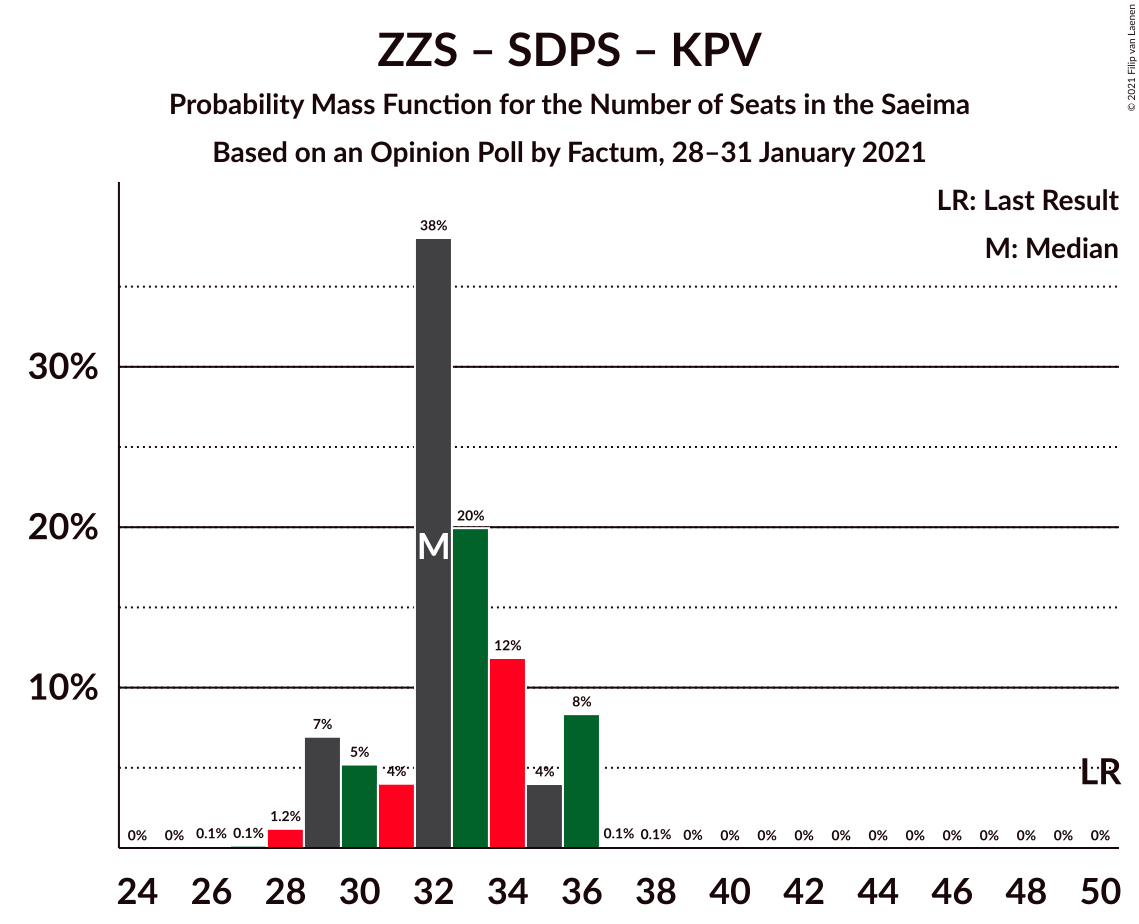 ZZS – SDPS – KPV
Probability Mass Function for the Number of Seats in the Saeima
Based on an Opinion Poll by Factum, 28–31 January 2021
© 2021 Filip van Laenen
LR: Last Result
M: Median
38%
30%
M
20%
20%
12%
10%
8%
7%
5%
4%
4%
LR
1.2%
0% 0% 0.1% 0.1% 0.1% 0.1% 0% 0% 0% 0% 0% 0% 0% 0% 0% 0% 0% 0%
24 26 28 30 32 34 36 38 40 42 44 46 48 50